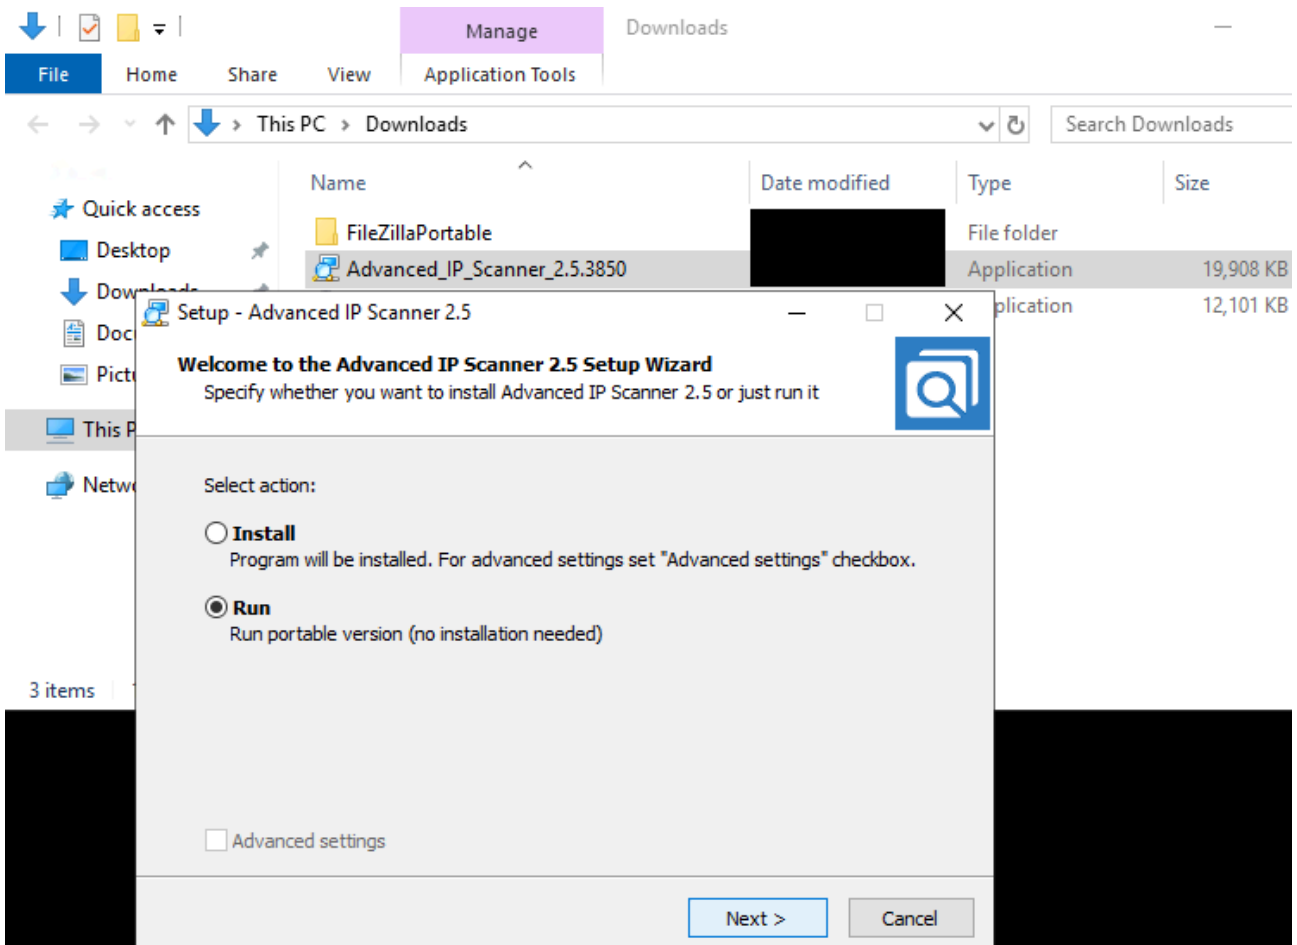 Manage
Downloads
File
Home
Share
View
Application Tools
This PC
Downloads
Search Downloads
Name
Date modified
Type
Size
Quick access
FileZillaPortable
File folder
Desktop
Advanced_IP_Scanner_2.5.3850
Application
19,908 KB
12,101 KB
Setup - Advanced IP Scanner 2.5
Welcome to the Advanced IP Scanner 2.5 Setup Wizard
Specify whether you want to install Advanced IP Scanner 2.5 or just run it
This P
Select action:
Install
Program will be installed. For advanced settings set "Advanced settings" checkbox.
Run
Run portable version (no installation needed)
3 items
Advanced settings
Next >
Cancel